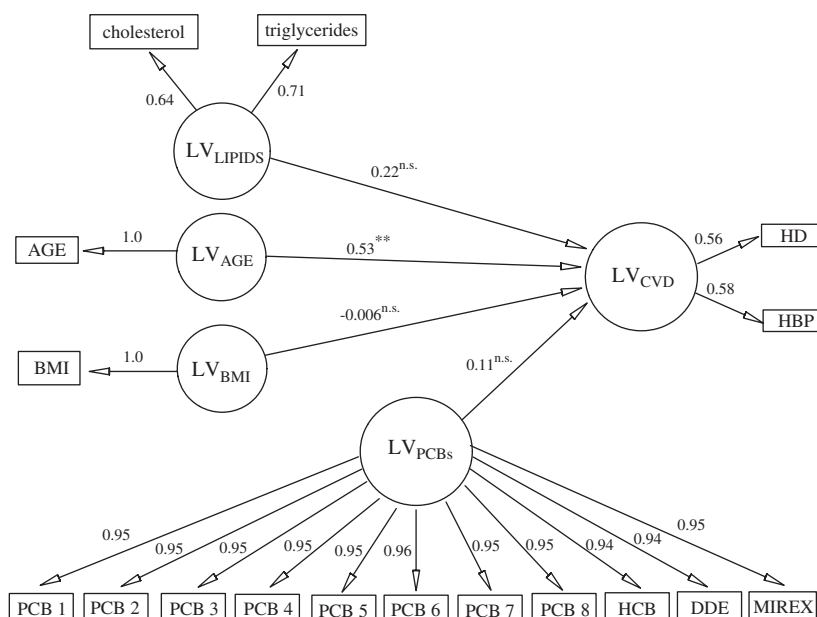 cholesterol
triglycerides
0.64
0.71
LV_LIPIDS
0.22^n.s.
AGE
1.0
LV_AGE
0.53^**
LV_CVD
0.56
HD
0.58
HBP
-0.006^n.s.
BMI
1.0
LV_BMI
0.11^n.s.
LV_PCBs
0.95
0.95
0.95
0.95
0.95
0.96
0.95
0.95
0.94
0.94
0.95
PCB 1
PCB 2
PCB 3
PCB 4
PCB 5
PCB 6
PCB 7
PCB 8
HCB
DDE
MIREX